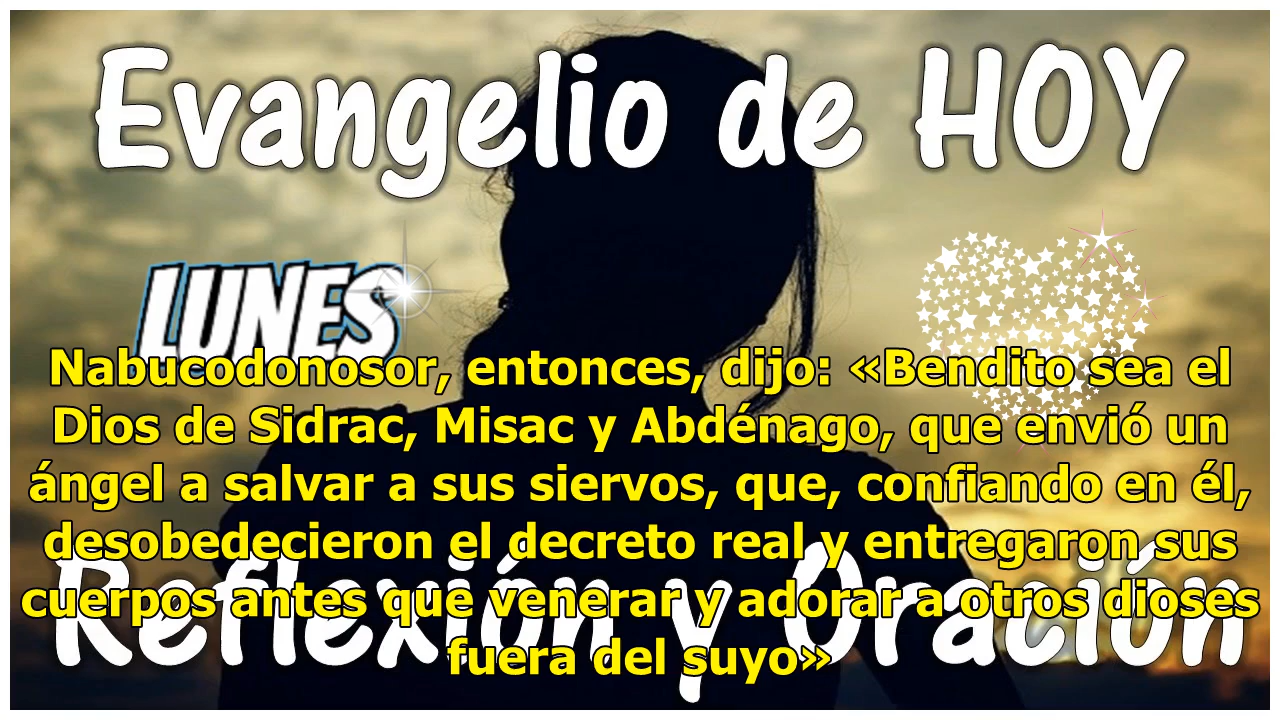 Evangelio de HOY
LUNES
Nabucodonosor, entonces, dijo: «Bendito sea el
Dios de Sidrac, Misac y Abdénago, que envió un
ángel a salvar a sus siervos, que, confiando en él,
desobedecieron el decreto real y entregaron sus
cuerpos antes que venerar y adorar a otros dioses
fuera del suyo»
Reflexión y Oración